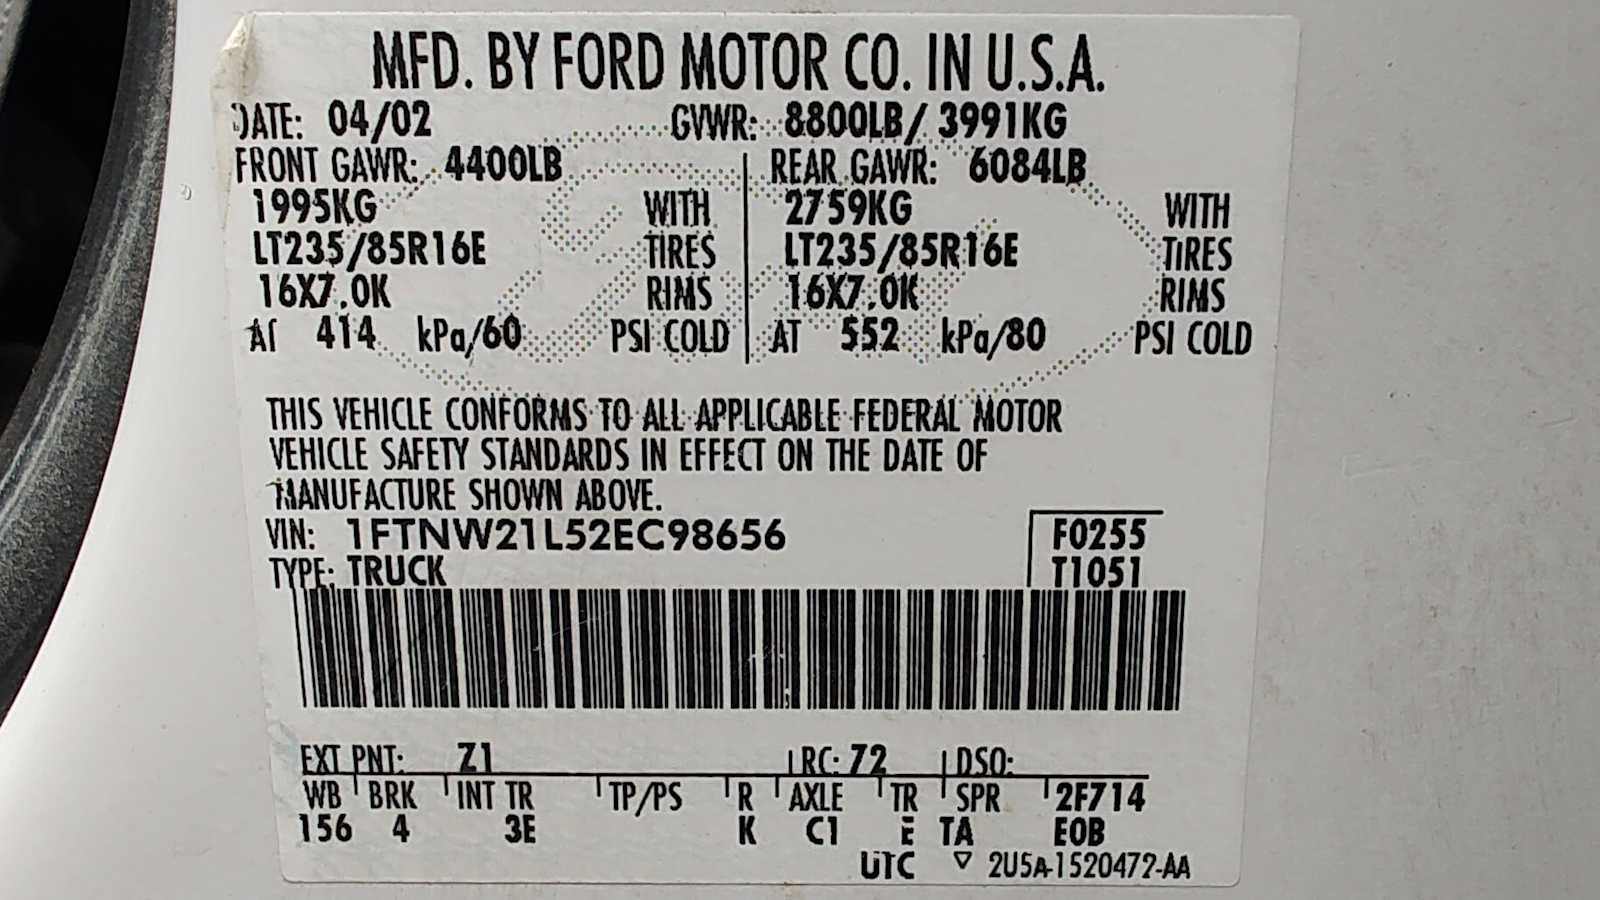 MFD. BY FORD MOTOR CO. IN U.S.A.
DATE: 04/02 GVWR: 8800LB/ 3991KG
FRONT GAWR: 4400LB REAR GAWR: 6084LB
1995KG WITH 2759KG WITH
LT235/85R16E TIRES LT235/85R16E TIRES
16X7.0K RIMS 16X7.0K RIMS
AT 414 kPa/60 PSI COLD AT 552 kPa/80 PSI COLD
THIS VEHICLE CONFORMS TO ALL APPLICABLE FEDERAL MOTOR
VEHICLE SAFETY STANDARDS IN EFFECT ON THE DATE OF
MANUFACTURE SHOWN ABOVE.
VIN: 1FTNW21L52EC98656 F0255
TYPE: TRUCK T1051
EXT PNT: Z1 RC: 72 DSO:
WB BRK INT TR TP/PS R AXLE TR SPR 2F714
156 4 3E K C1 E TA E0B
UTC ▽ 2U5A-1520472-AA